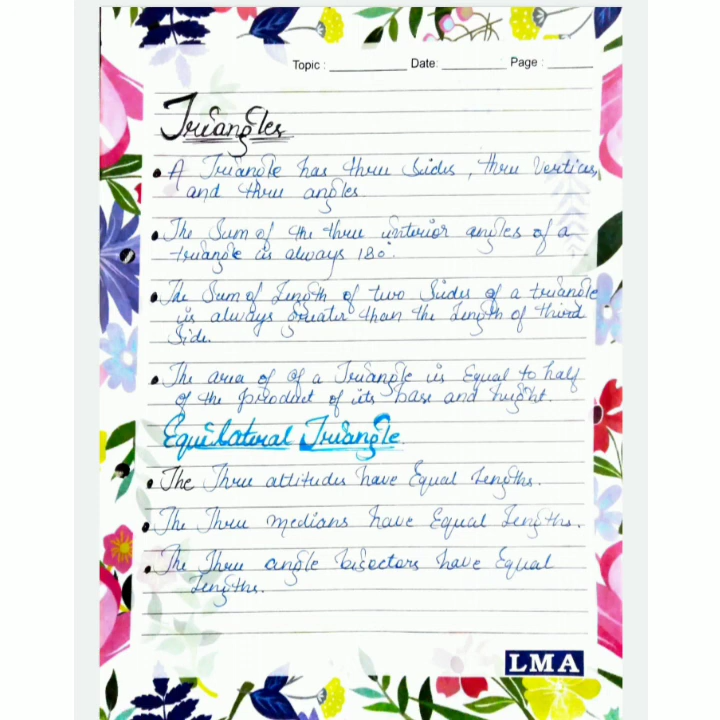 Topic : ________ Date: ________ Page : ______
Triangles
• A Triangle has three Sides, three Vertices,
and three angles
• The Sum of the three interior angles of a
triangle is always 180°.
• The Sum of Length of two Sides of a triangle
is always greater than the Length of third
Side.
• The area of of a Triangle is Equal to half
of the product of its base and height.
Equilateral Triangle.
• The Three altitudes have Equal Lengths.
• The Three medians have Equal Lengths.
• The Three angle bisectors have Equal
Lengths.
LMA